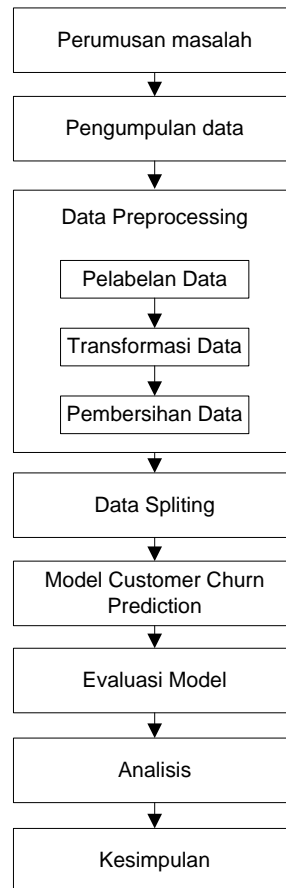 Perumusan masalah
Pengumpulan data
Data Preprocessing
Pelabelan Data
Transformasi Data
Pembersihan Data
Data Spliting
Model Customer Churn
Prediction
Evaluasi Model
Analisis
Kesimpulan